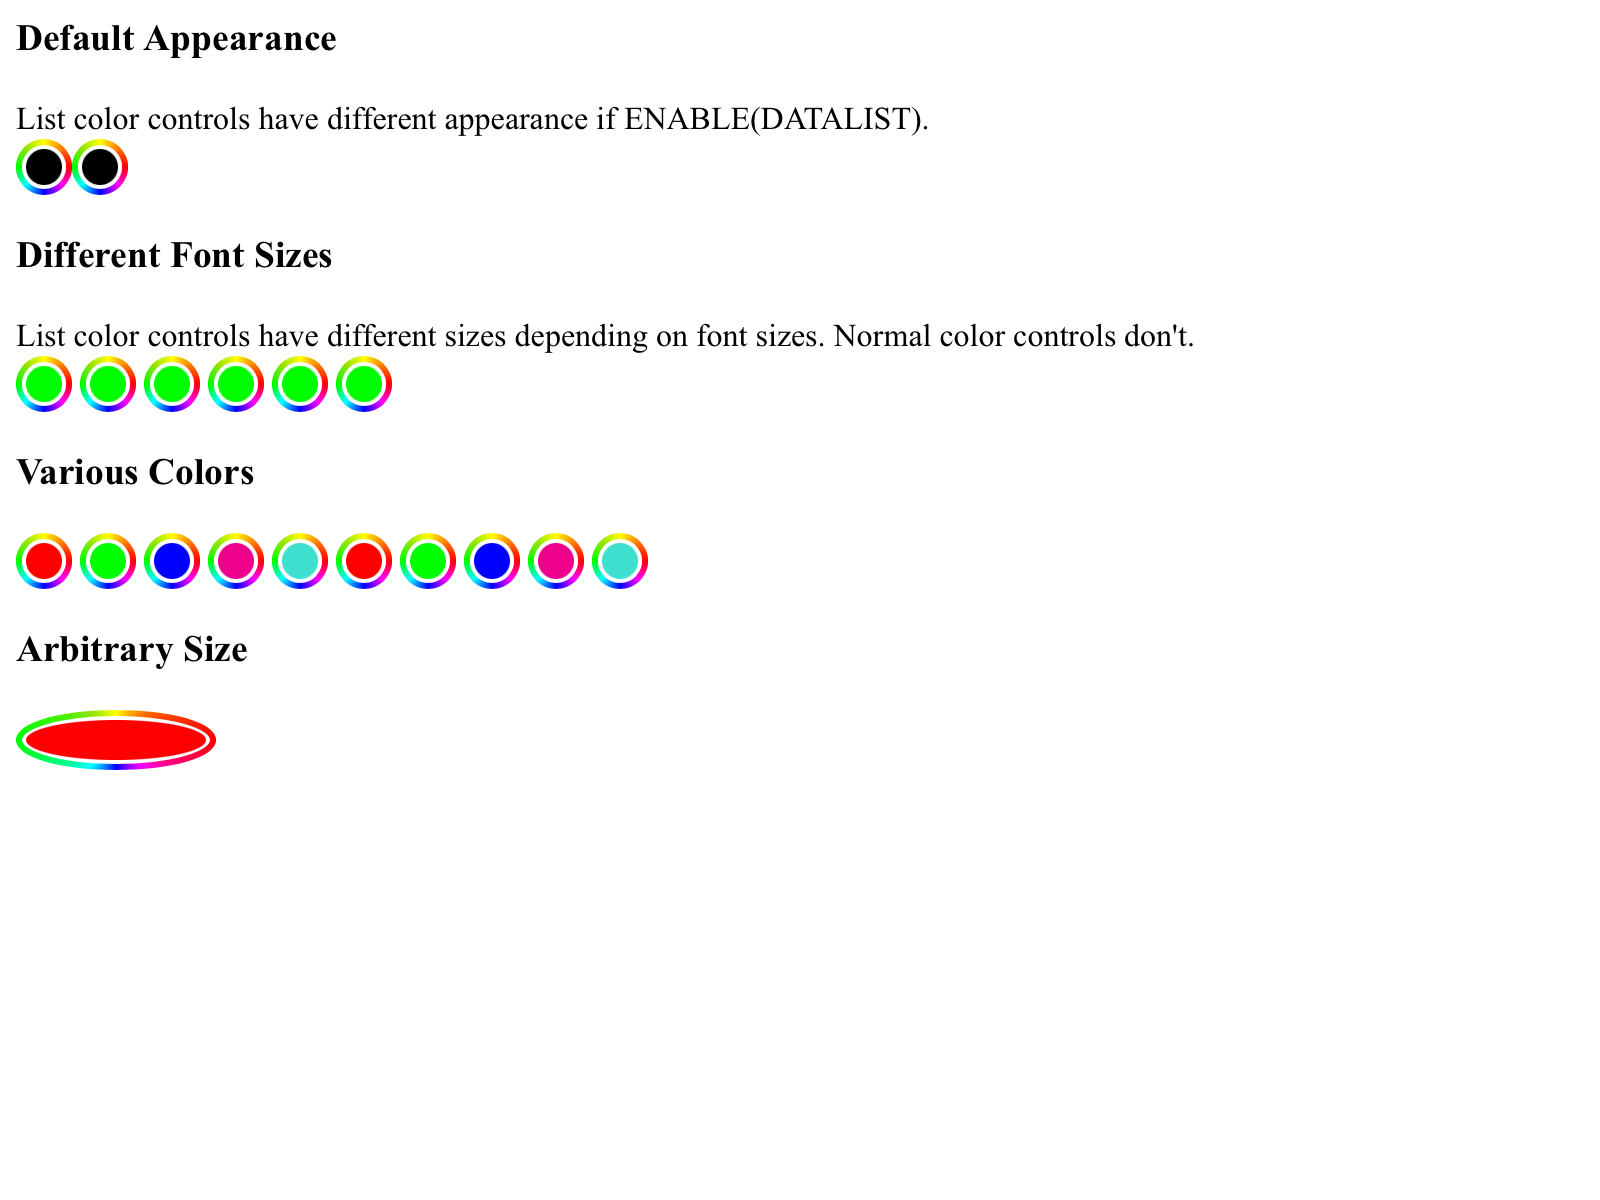 Default Appearance
List color controls have different appearance if ENABLE(DATALIST).
Different Font Sizes
List color controls have different sizes depending on font sizes. Normal color controls don't.
Various Colors
Arbitrary Size